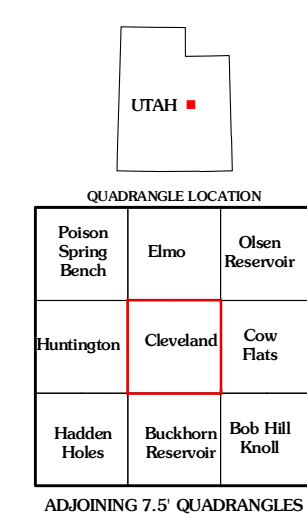 UTAH
QUADRANGLE LOCATION
Poison
Spring
Bench
Elmo
Olsen
Reservoir
Huntington
Cleveland
Cow
Flats
Hadden
Holes
Buckhorn
Reservoir
Bob Hill
Knoll
ADJOINING 7.5' QUADRANGLES